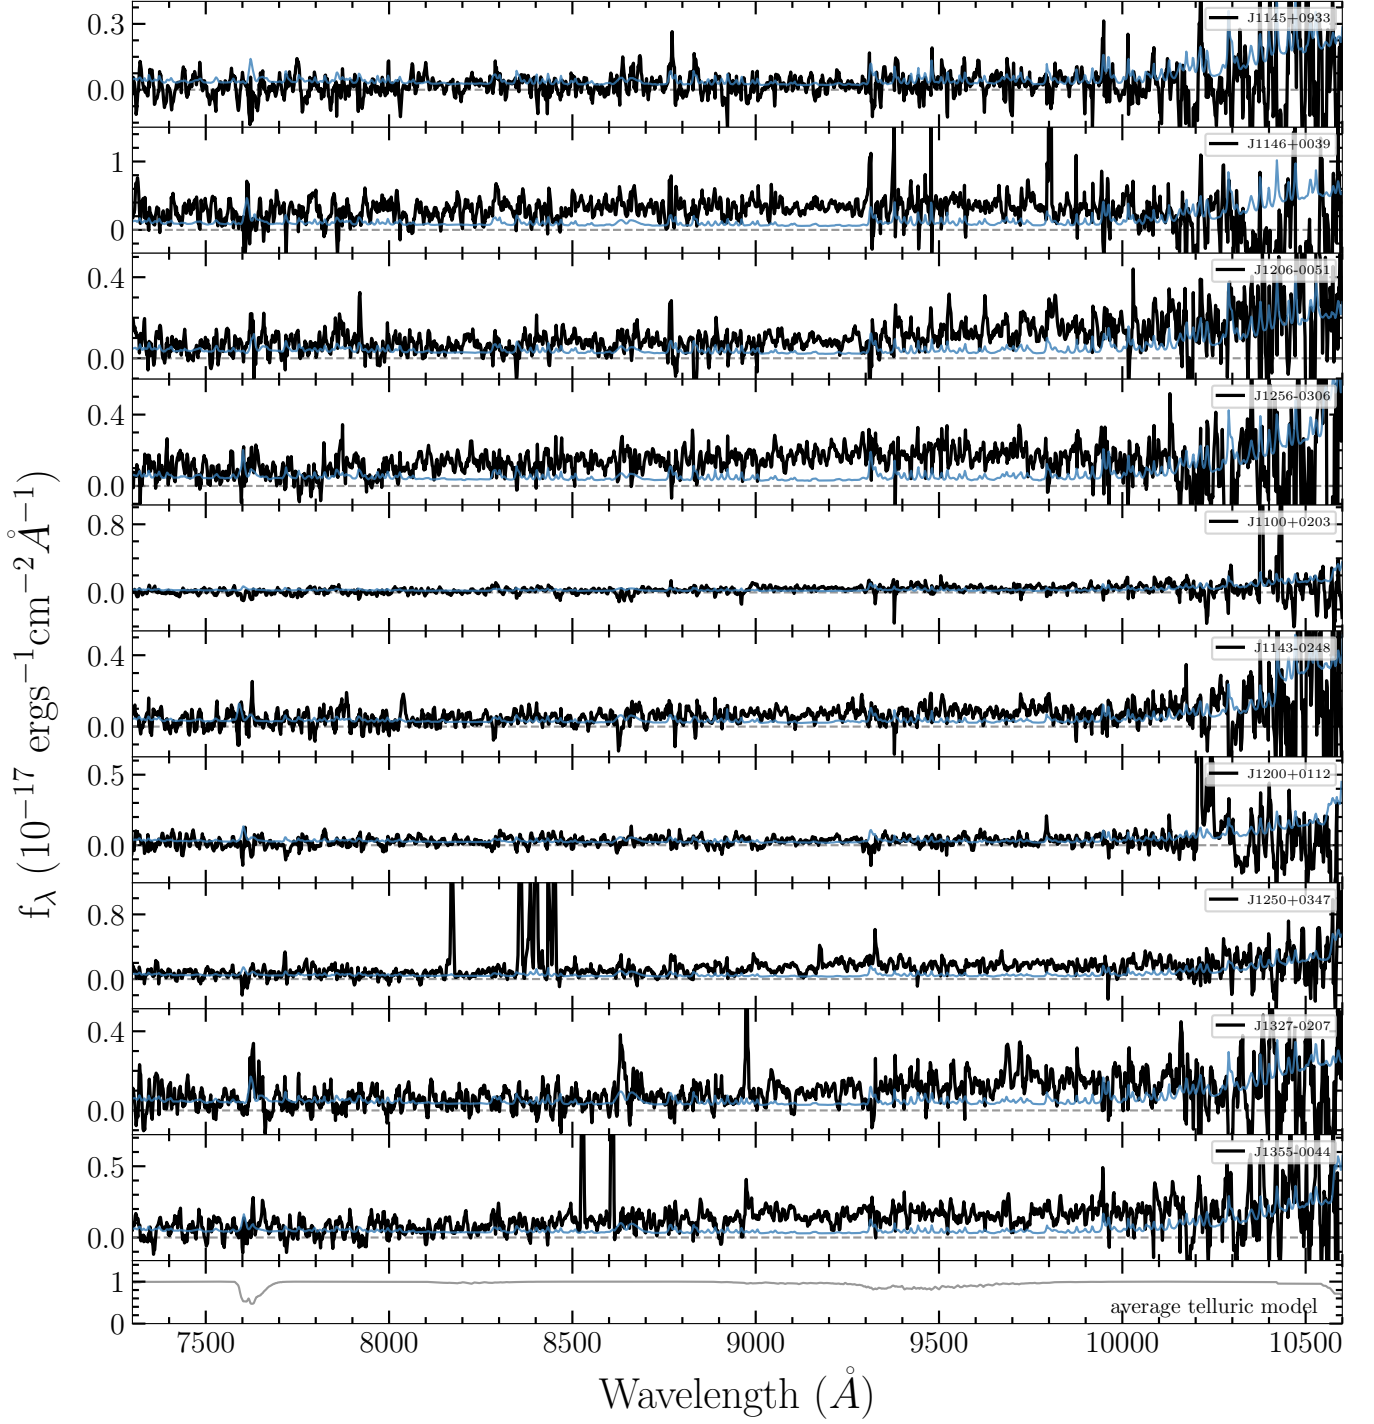 0.3
0.0
J1145+0933
1
0
J1146+0039
0.4
0.0
J1206-0051
0.4
0.0
J1256-0306
0.8
0.0
J1100+0203
0.4
0.0
J1143-0248
0.5
0.0
J1200+0112
0.8
0.0
J1250+0347
0.4
0.0
J1327-0207
0.5
0.0
J1355-0044
1
0
average telluric model
7500 8000 8500 9000 9500 10000 10500
Wavelength (Å)
f_λ (10⁻¹⁷ ergs⁻¹cm⁻² Å⁻¹)